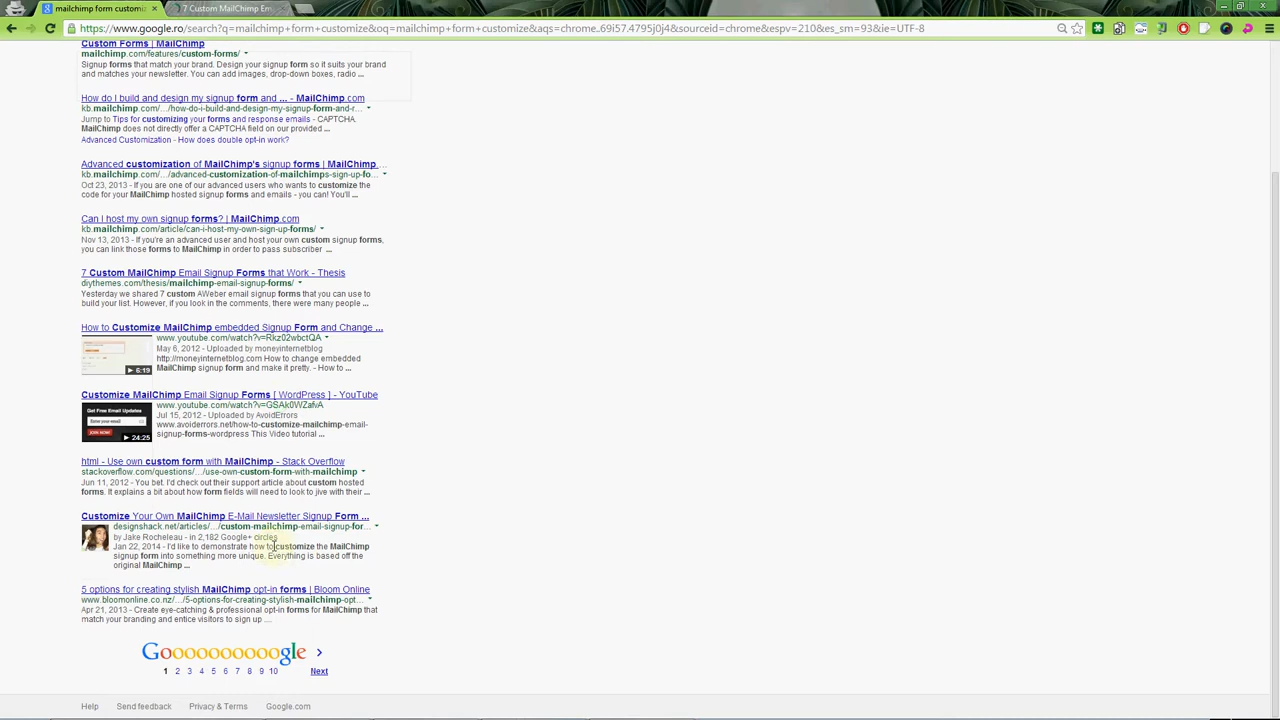 mailchimp form customiz
7 Custom MailChimp Em
https://www.google.ro/search?q=mailchimp+form+customize&oq=mailchimp+form+customize&aqs=chrome..69i57.4795j0j4&sourceid=chrome&espv=210&es_sm=93&ie=UTF-8
Custom Forms | MailChimp
mailchimp.com/features/custom-forms/
Signup forms that match your brand. Design your signup form so it suits your brand
and matches your newsletter. You can add images, drop-down boxes, radio ...
How do I build and design my signup form and ... - MailChimp.com
kb.mailchimp.com/.../how-do-i-build-and-design-my-signup-form-and-r...
Jump to Tips for customizing your forms and response emails - CAPTCHA.
MailChimp does not directly offer a CAPTCHA field on our provided ...
Advanced Customization - How does double opt-in work?
Advanced customization of MailChimp's signup forms | MailChimp ...
kb.mailchimp.com/.../advanced-customization-of-mailchimps-sign-up-fo...
Oct 23, 2013 - If you are one of our advanced users who wants to customize the
code for your MailChimp hosted signup forms and emails - you can! You'll ...
Can I host my own signup forms? | MailChimp.com
kb.mailchimp.com/article/can-i-host-my-own-sign-up-forms/
Nov 13, 2013 - If you're an advanced user and host your own custom signup forms,
you can link those forms to MailChimp in order to pass subscriber ...
7 Custom MailChimp Email Signup Forms that Work - Thesis
diythemes.com/thesis/mailchimp-email-signup-forms/
Yesterday we shared 7 custom AWeber email signup forms that you can use to
build your list. However, if you look in the comments, there were many people ...
How to Customize MailChimp embedded Signup Form and Change ...
www.youtube.com/watch?v=Rkz02wbctQA
May 6, 2012 - Uploaded by moneyinternetblog
http://moneyinternetblog.com How to change embedded
MailChimp signup form and make it pretty. - How to ...
5:19
Customize MailChimp Email Signup Forms [ WordPress ] - YouTube
www.youtube.com/watch?v=GSAk0WZafvA
Jul 15, 2012 - Uploaded by AvoidErrors
www.avoiderrors.net/how-to-customize-mailchimp-email-
signup-forms-wordpress This Video tutorial ...
Get Free Email Updates
Enter your email
JOIN NOW!
24:25
html - Use own custom form with MailChimp - Stack Overflow
stackoverflow.com/questions/.../use-own-custom-form-with-mailchimp
Jun 11, 2012 - You bet. I'd check out their support article about custom hosted
forms. It explains a bit about how form fields will need to look to jive with their ...
Customize Your Own MailChimp E-Mail Newsletter Signup Form ...
designshack.net/articles/.../custom-mailchimp-email-signup-for...
by Jake Rocheleau - in 2,182 Google+ circles
Jan 22, 2014 - I'd like to demonstrate how to customize the MailChimp
signup form into something more unique. Everything is based off the
original MailChimp ...
5 options for creating stylish MailChimp opt-in forms | Bloom Online
www.bloomonline.co.nz/.../5-options-for-creating-stylish-mailchimp-opt...
Apr 21, 2013 - Create eye-catching & professional opt-in forms for MailChimp that
match your branding and entice visitors to sign up ....
Goooooooooogle
1 2 3 4 5 6 7 8 9 10 Next
Help Send feedback Privacy & Terms Google.com